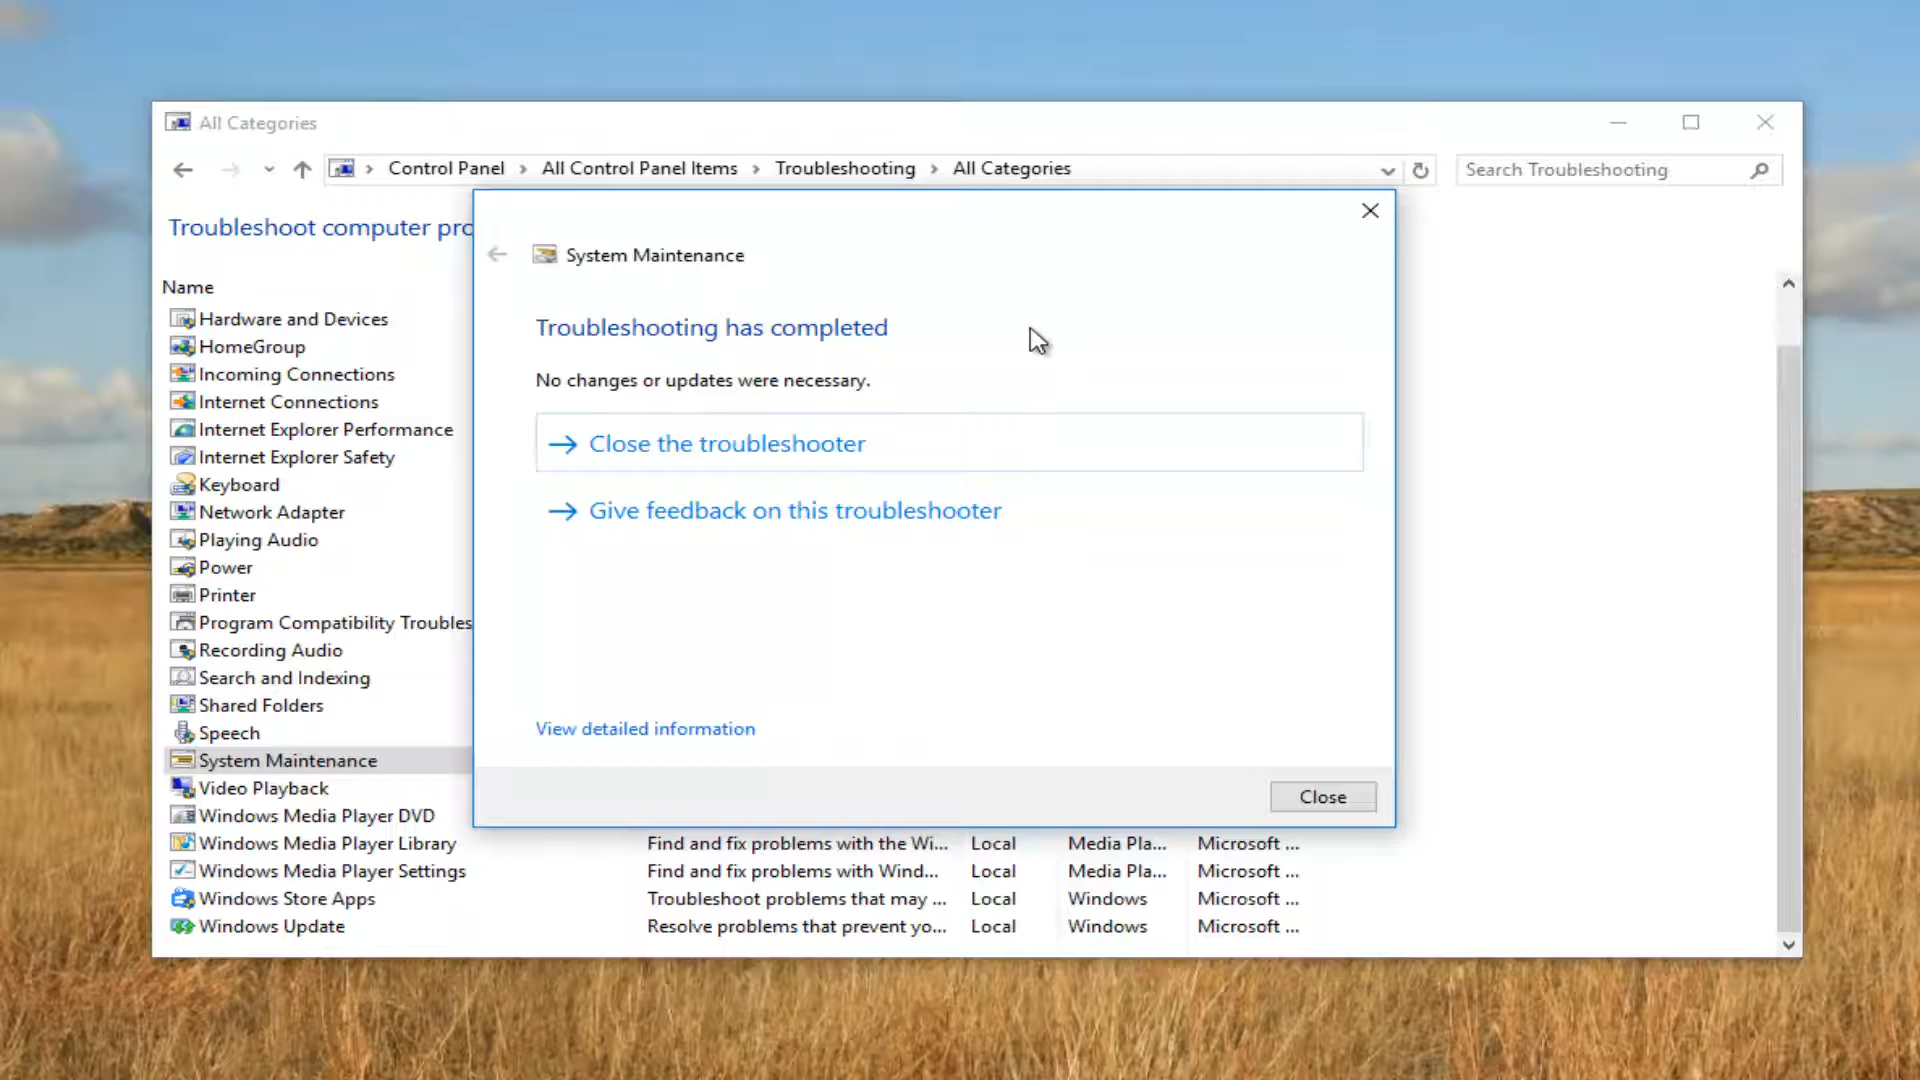 All Categories
Control Panel > All Control Panel Items > Troubleshooting > All Categories
Search Troubleshooting
Troubleshoot computer pro
Name
Hardware and Devices
HomeGroup
Incoming Connections
Internet Connections
Internet Explorer Performance
Internet Explorer Safety
Keyboard
Network Adapter
Playing Audio
Power
Printer
Program Compatibility Troubles
Recording Audio
Search and Indexing
Shared Folders
Speech
System Maintenance
Video Playback
Windows Media Player DVD
Windows Media Player Library Find and fix problems with the Wi... Local Media Pla... Microsoft ...
Windows Media Player Settings Find and fix problems with Wind... Local Media Pla... Microsoft ...
Windows Store Apps Troubleshoot problems that may ... Local Windows Microsoft ...
Windows Update Resolve problems that prevent yo... Local Windows Microsoft ...
System Maintenance
Troubleshooting has completed
No changes or updates were necessary.
Close the troubleshooter
Give feedback on this troubleshooter
View detailed information
Close